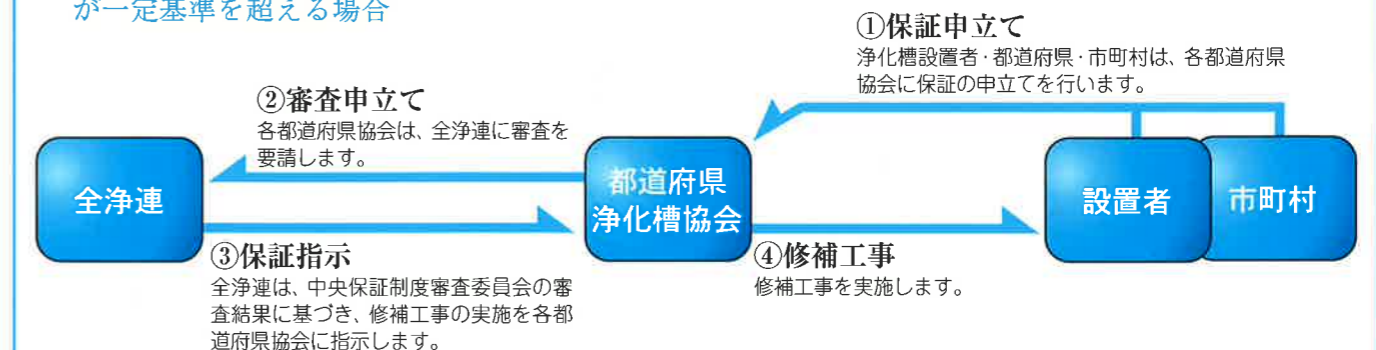 が一定基準を超える場合
①保証申立て
浄化槽設置者・都道府県・市町村は、各都道府県
協会に保証の申立てを行います。
②審査申立て
各都道府県協会は、全浄連に審査を
要請します。
全浄連
都道府県
浄化槽協会
設置者
市町村
③保証指示
全浄連は、中央保証制度審査委員会の審
査結果に基づき、修補工事の実施を各都
道府県協会に指示します。
④修補工事
修補工事を実施します。